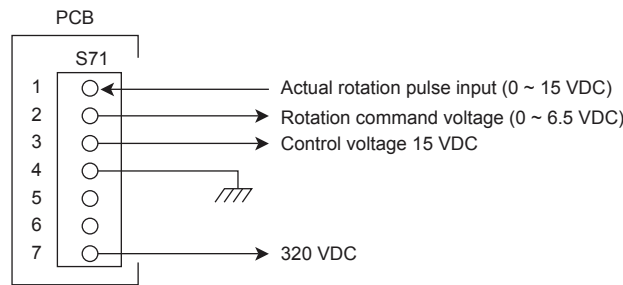 PCB
S71
1 Actual rotation pulse input (0 ~ 15 VDC)
2 Rotation command voltage (0 ~ 6.5 VDC)
3 Control voltage 15 VDC
4
5
6
7 320 VDC